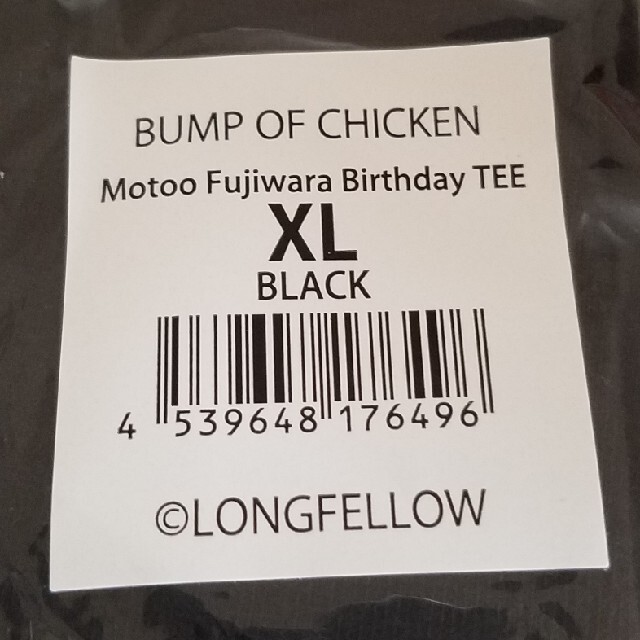 BUMP OF CHICKEN
Motoo Fujiwara Birthday TEE
XL
BLACK
4 539648 176496
©LONGFELLOW